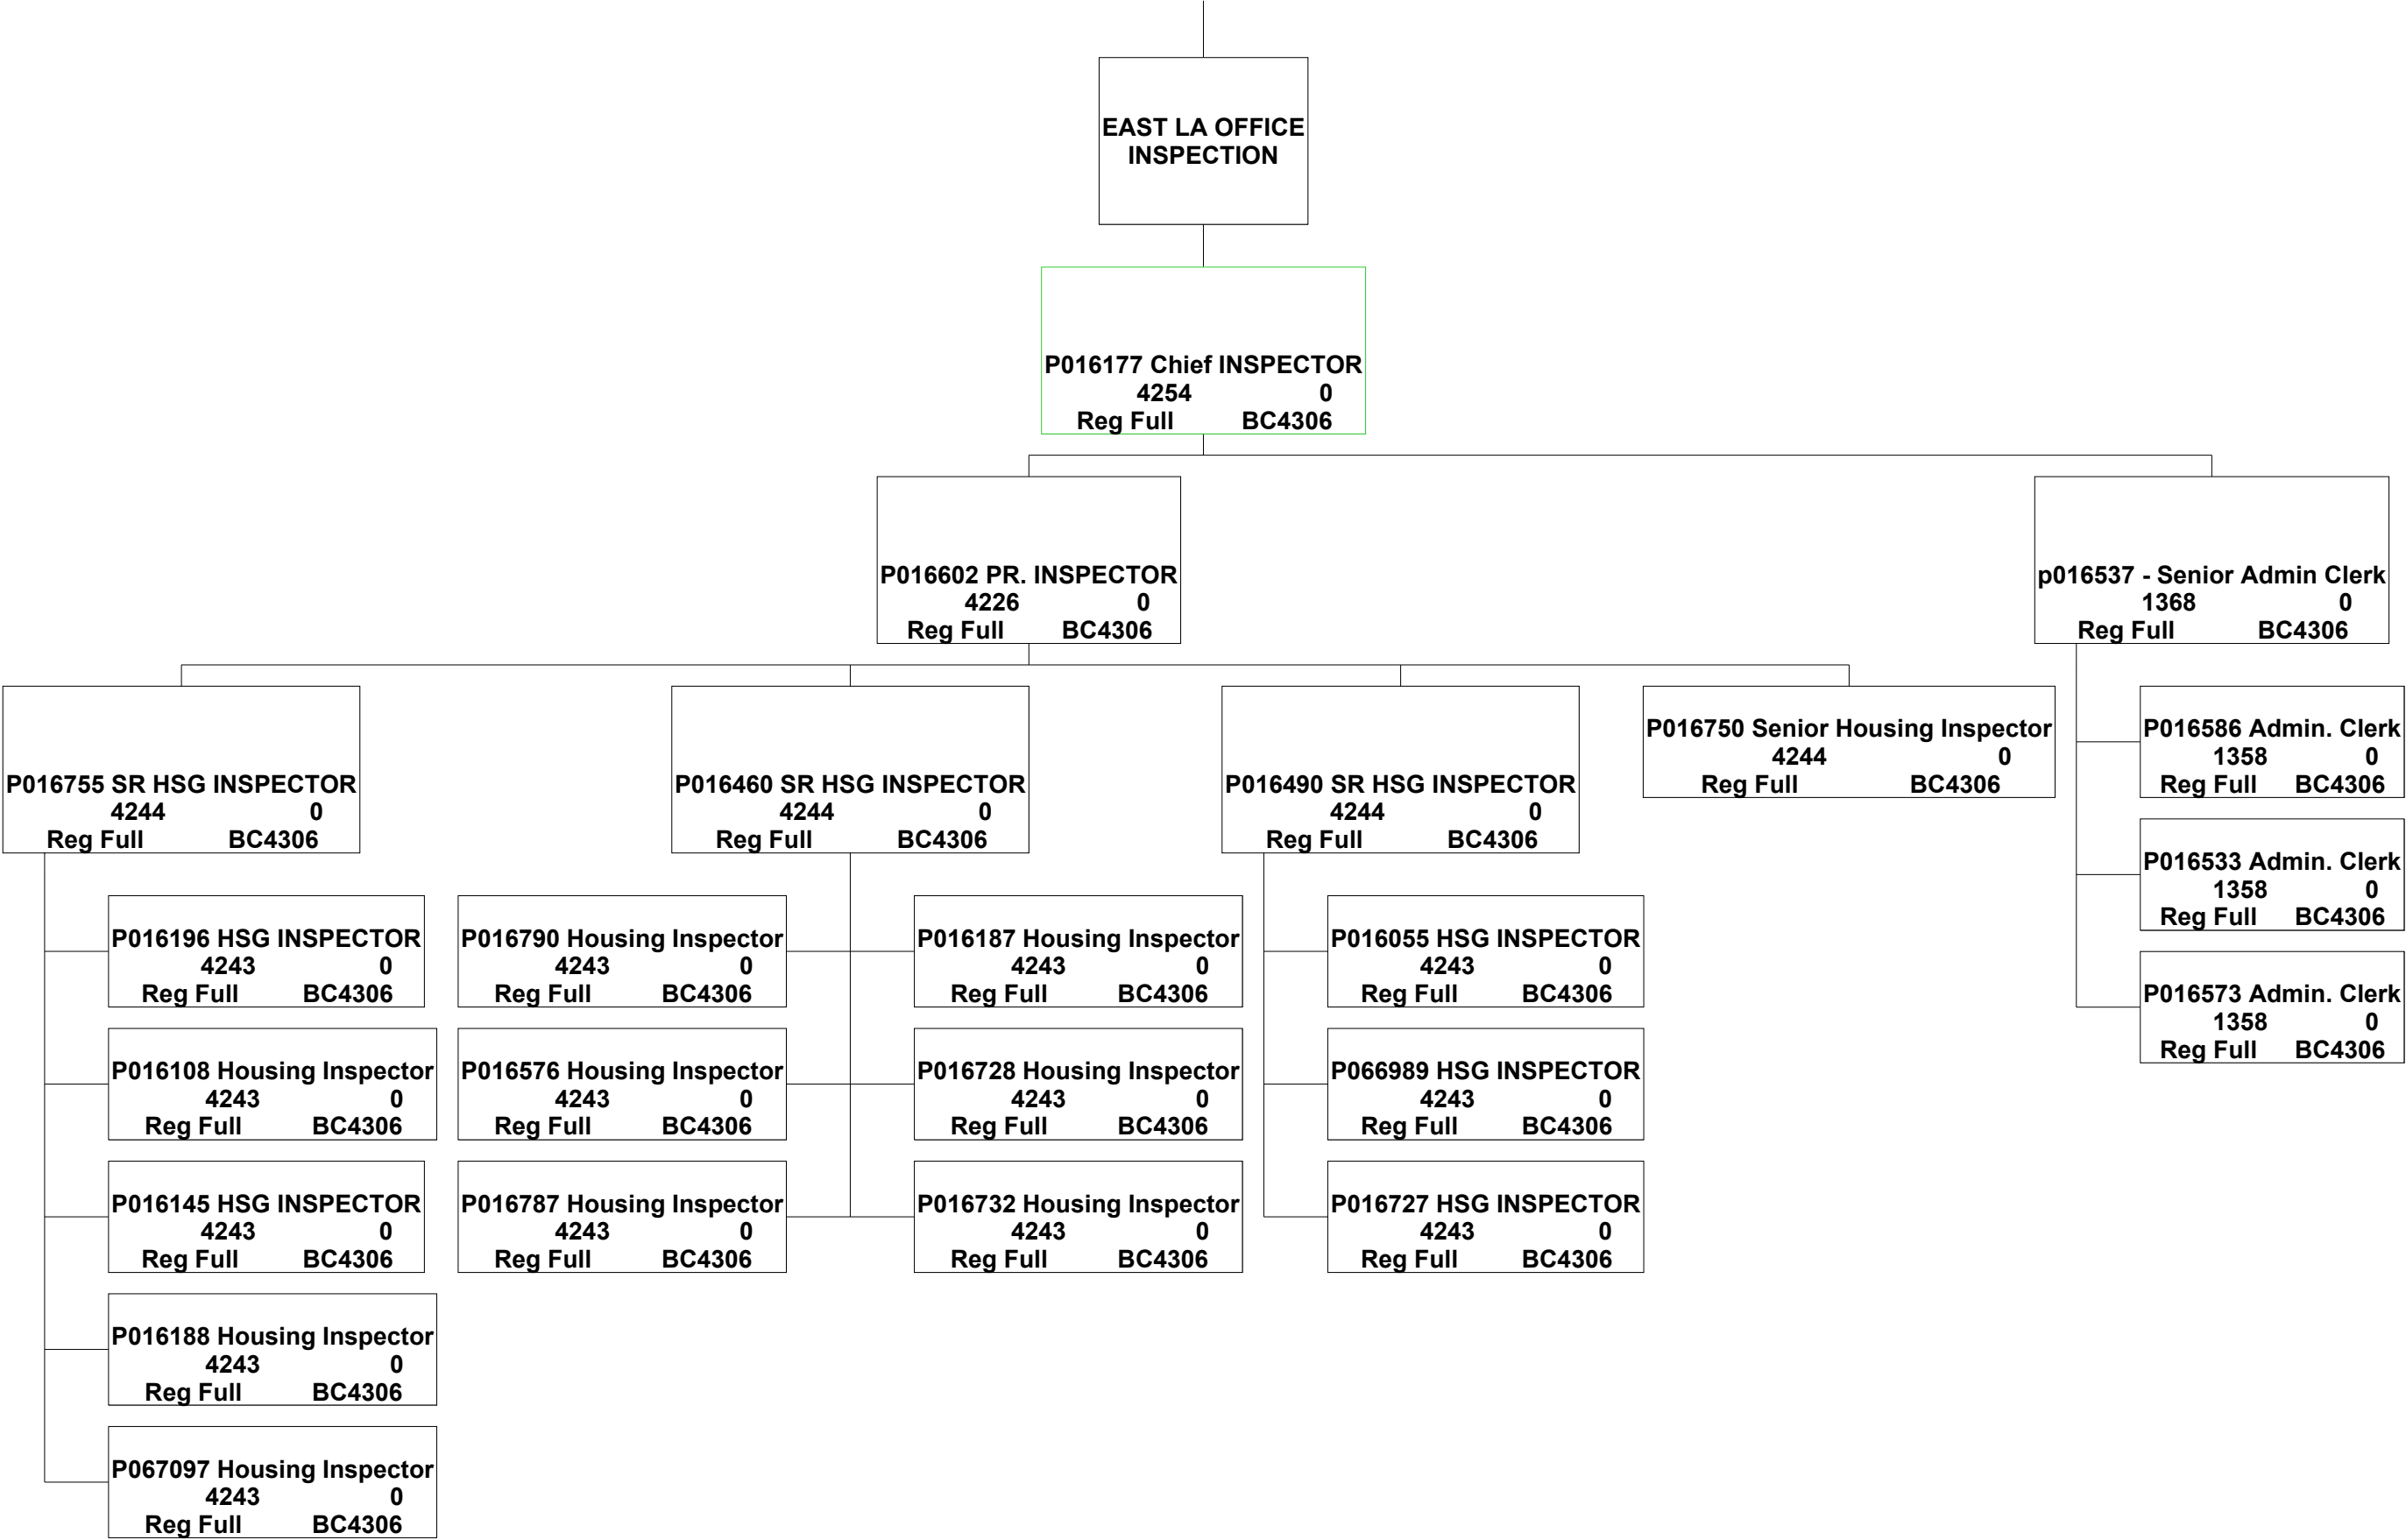 EAST LA OFFICE
INSPECTION
P016177 Chief INSPECTOR
4254 0
Reg Full BC4306
P016602 PR. INSPECTOR
4226 0
Reg Full BC4306
p016537 - Senior Admin Clerk
1368 0
Reg Full BC4306
P016755 SR HSG INSPECTOR
4244 0
Reg Full BC4306
P016460 SR HSG INSPECTOR
4244 0
Reg Full BC4306
P016490 SR HSG INSPECTOR
4244 0
Reg Full BC4306
P016750 Senior Housing Inspector
4244 0
Reg Full BC4306
P016586 Admin. Clerk
1358 0
Reg Full BC4306
P016533 Admin. Clerk
1358 0
Reg Full BC4306
P016573 Admin. Clerk
1358 0
Reg Full BC4306
P016196 HSG INSPECTOR
4243 0
Reg Full BC4306
P016108 Housing Inspector
4243 0
Reg Full BC4306
P016145 HSG INSPECTOR
4243 0
Reg Full BC4306
P016188 Housing Inspector
4243 0
Reg Full BC4306
P067097 Housing Inspector
4243 0
Reg Full BC4306
P016790 Housing Inspector
4243 0
Reg Full BC4306
P016576 Housing Inspector
4243 0
Reg Full BC4306
P016787 Housing Inspector
4243 0
Reg Full BC4306
P016187 Housing Inspector
4243 0
Reg Full BC4306
P016728 Housing Inspector
4243 0
Reg Full BC4306
P016732 Housing Inspector
4243 0
Reg Full BC4306
P016055 HSG INSPECTOR
4243 0
Reg Full BC4306
P066989 HSG INSPECTOR
4243 0
Reg Full BC4306
P016727 HSG INSPECTOR
4243 0
Reg Full BC4306